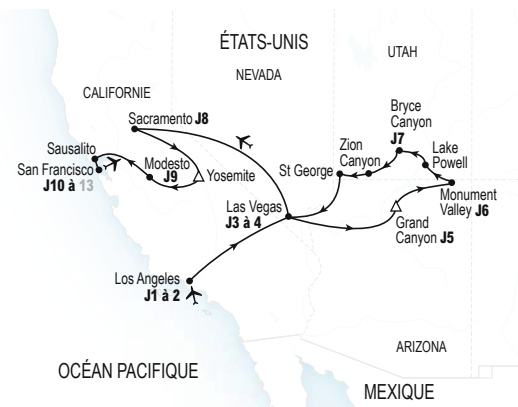 ÉTATS-UNIS
NEVADA
UTAH
CALIFORNIE
Sacramento J8
Bryce
Canyon
J7
Zion
Canyon
Lake
Powell
Sausalito
San Francisco
J10 à 13
Modesto
J9
Yosemite
St George
Las Vegas
J3 à 4
Monument
Valley J6
Grand
Canyon J5
Los Angeles
J1 à 2
ARIZONA
OCÉAN PACIFIQUE
MEXIQUE